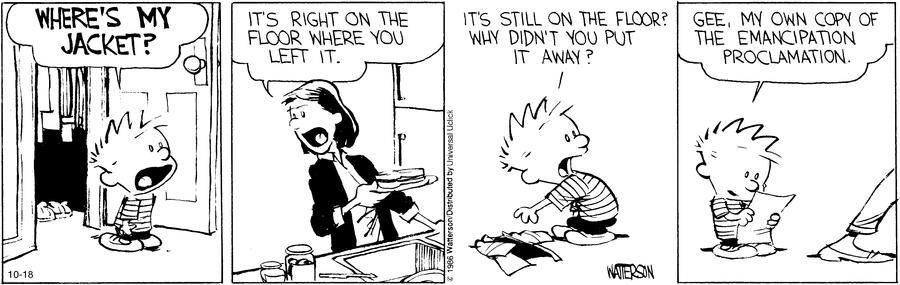 WHERE'S MY
JACKET?
10-18
IT'S RIGHT ON THE
FLOOR WHERE YOU
LEFT IT.
© 1986 Watterson/Distributed by Universal Uclick
IT'S STILL ON THE FLOOR?
WHY DIDN'T YOU PUT
IT AWAY?
WATTERSON
GEE, MY OWN COPY OF
THE EMANCIPATION
PROCLAMATION.